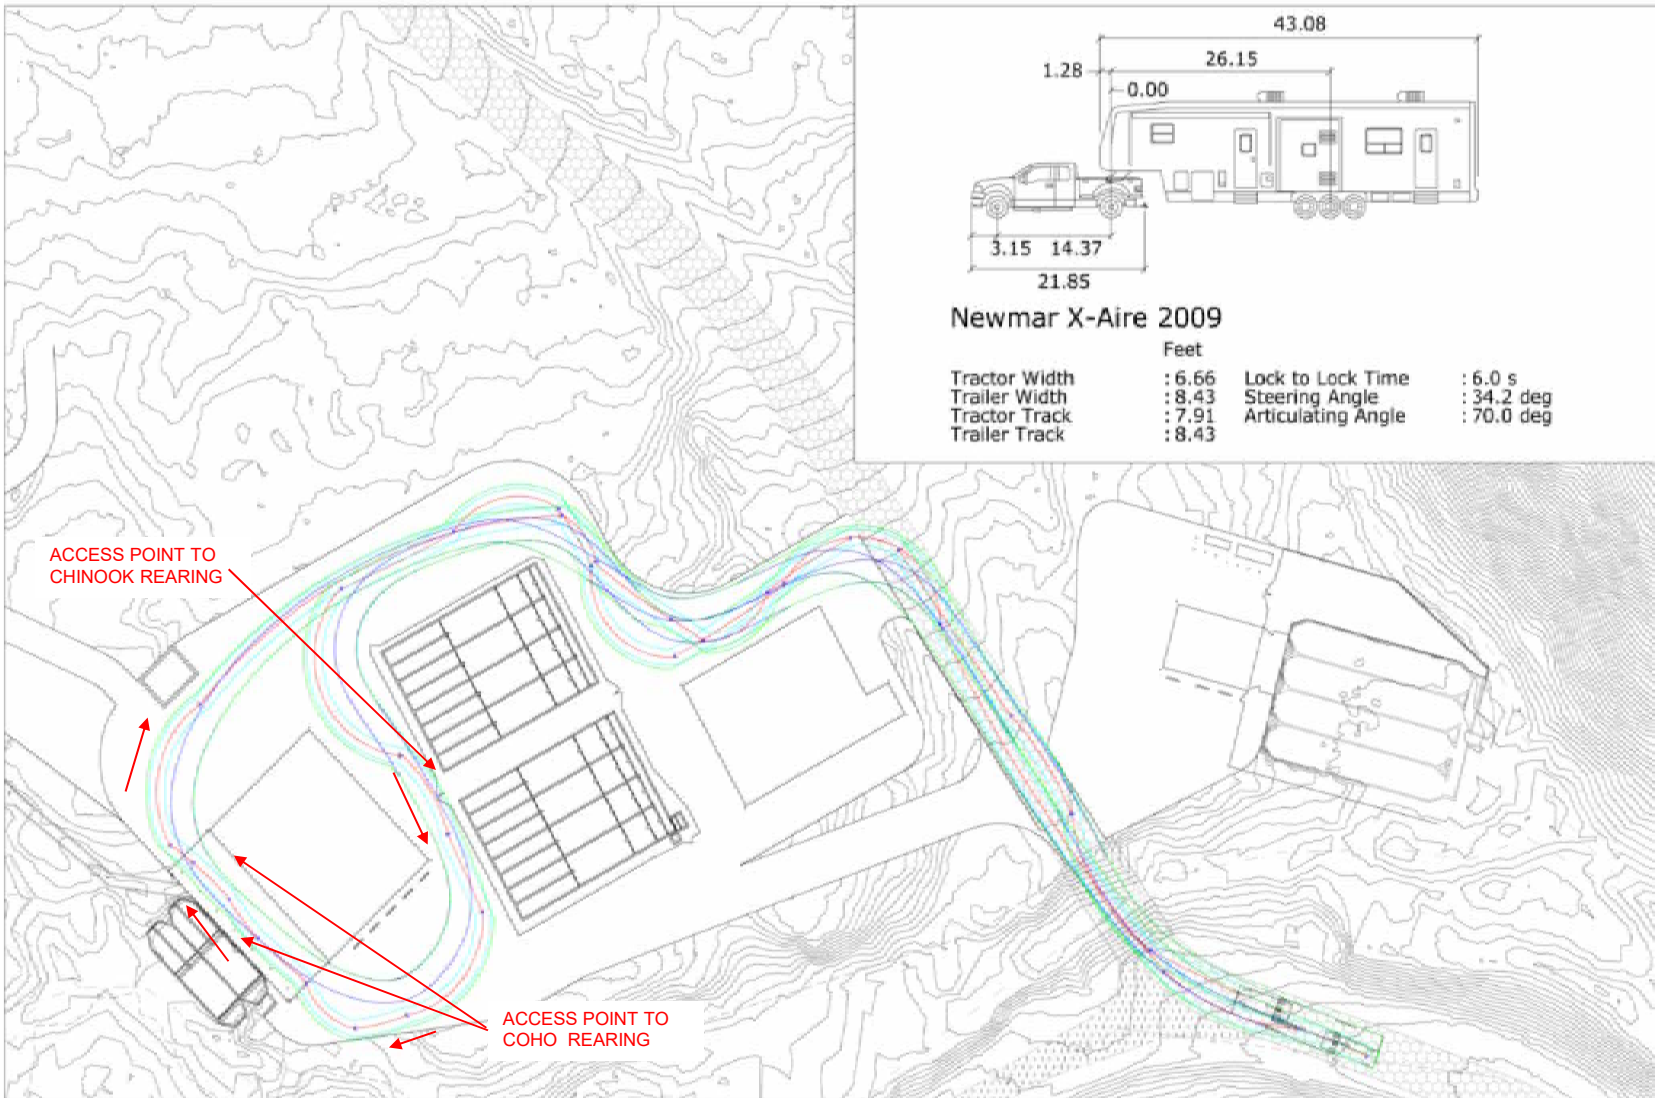 43.08
26.15
1.28
0.00
3.15 14.37
21.85
Newmar X-Aire 2009
Feet
Tractor Width : 6.66 Lock to Lock Time : 6.0 s
Trailer Width : 8.43 Steering Angle : 34.2 deg
Tractor Track : 7.91 Articulating Angle : 70.0 deg
Trailer Track : 8.43
ACCESS POINT TO
CHINOOK REARING
ACCESS POINT TO
COHO REARING